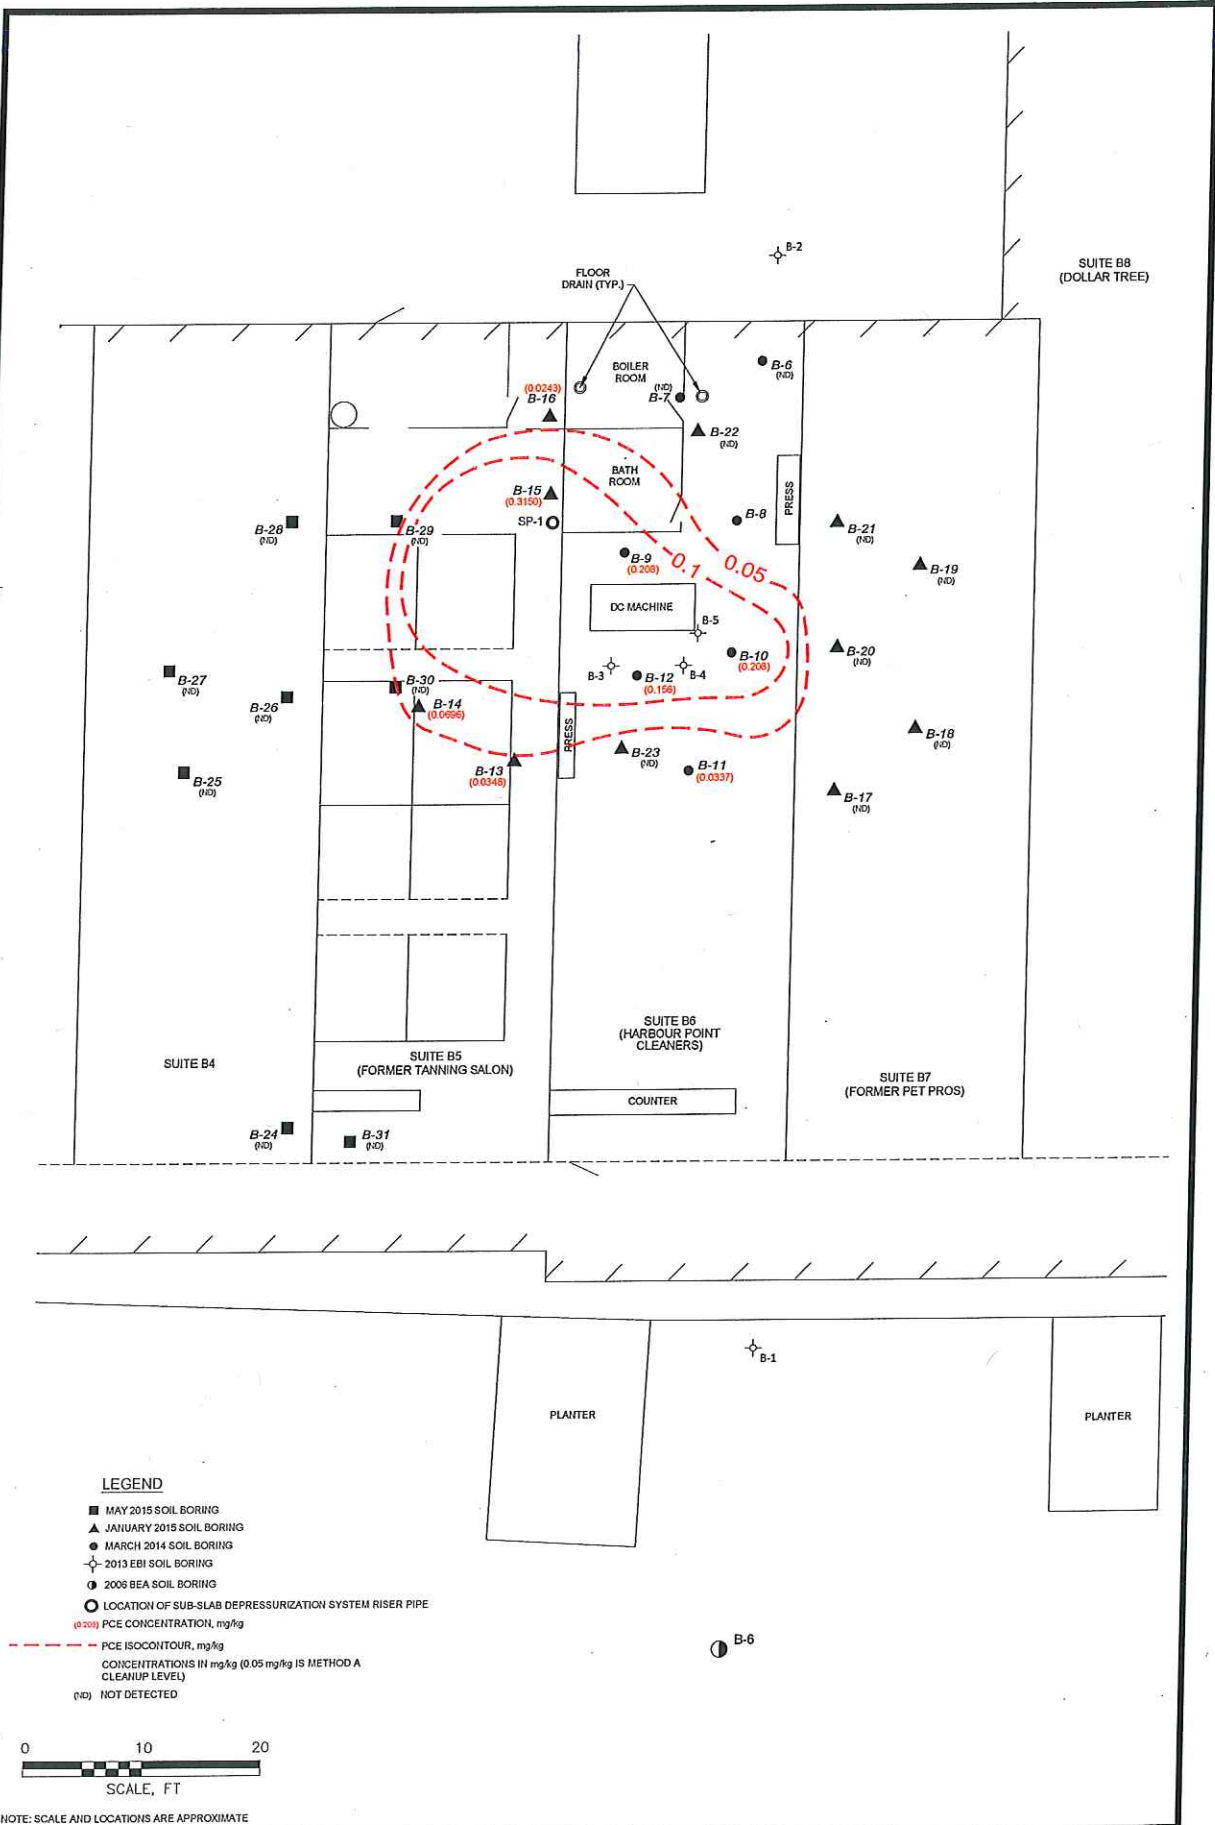 B-2
SUITE B8
(DOLLAR TREE)
FLOOR
DRAIN (TYP.)
BOILER
ROOM
B-6
(ND)
(0.0243)
B-16
(ND)
B-7
B-22
(ND)
BATH
ROOM
PRESS
B-15
(0.3150)
SP-1
B-28
(ND)
B-29
(ND)
B-8
B-21
(ND)
B-9
(0.208)
0.1
0.05
B-19
(ND)
DC MACHINE
B-5
B-20
(ND)
B-10
(0.208)
B-3
B-12
(0.156)
B-4
B-27
(ND)
B-30
(ND)
B-26
(ND)
B-14
(0.0696)
PRESS
B-18
(ND)
B-23
(ND)
B-13
(0.0348)
B-11
(0.0337)
B-25
(ND)
B-17
(ND)
SUITE B6
(HARBOUR POINT
CLEANERS)
SUITE B4
SUITE B5
(FORMER TANNING SALON)
SUITE B7
(FORMER PET PROS)
COUNTER
B-24
(ND)
B-31
(ND)
B-1
PLANTER
PLANTER
LEGEND
MAY 2015 SOIL BORING
JANUARY 2015 SOIL BORING
MARCH 2014 SOIL BORING
2013 EBI SOIL BORING
2006 BEA SOIL BORING
LOCATION OF SUB-SLAB DEPRESSURIZATION SYSTEM RISER PIPE
(0.208) PCE CONCENTRATION, mg/kg
PCE ISOCONTOUR, mg/kg
CONCENTRATIONS IN mg/kg (0.05 mg/kg IS METHOD A
CLEANUP LEVEL)
(ND) NOT DETECTED
B-6
0 10 20
SCALE, FT
NOTE: SCALE AND LOCATIONS ARE APPROXIMATE